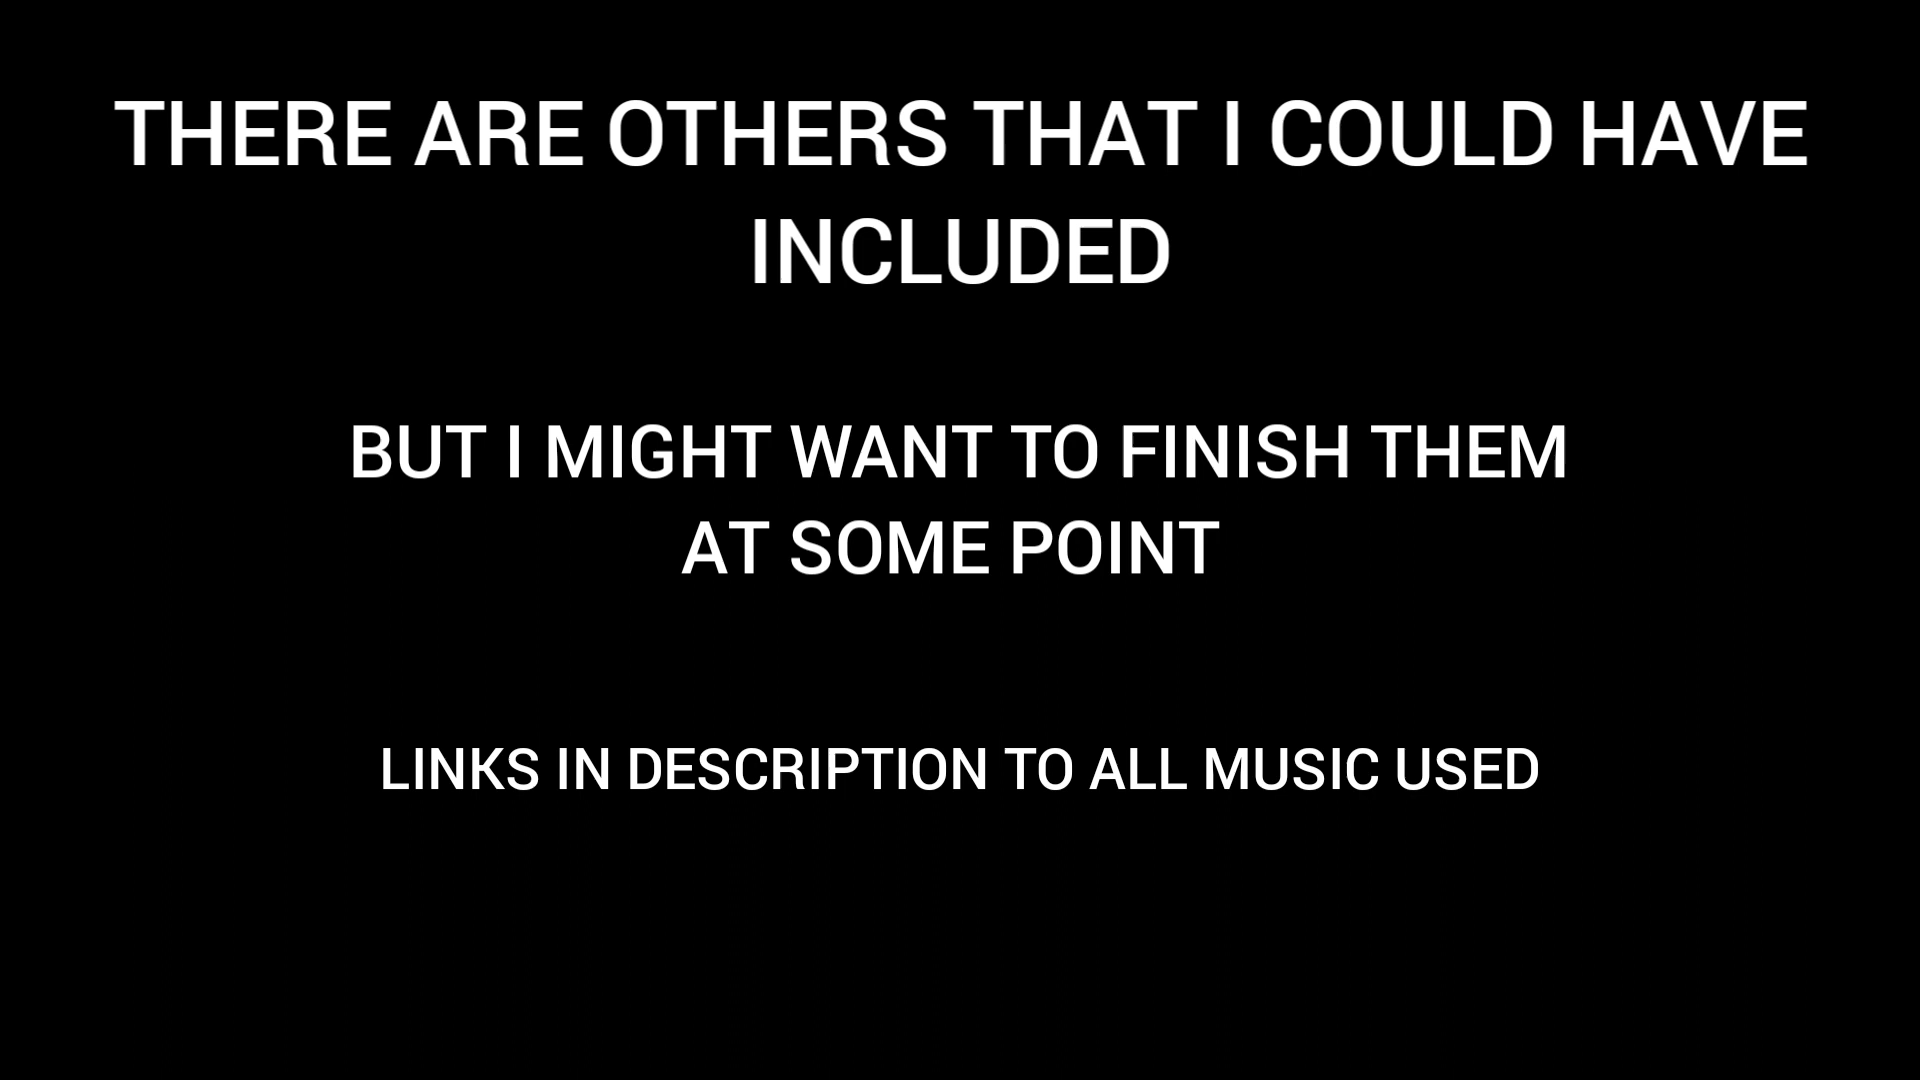 THERE ARE OTHERS THAT I COULD HAVE
INCLUDED
BUT I MIGHT WANT TO FINISH THEM
AT SOME POINT
LINKS IN DESCRIPTION TO ALL MUSIC USED